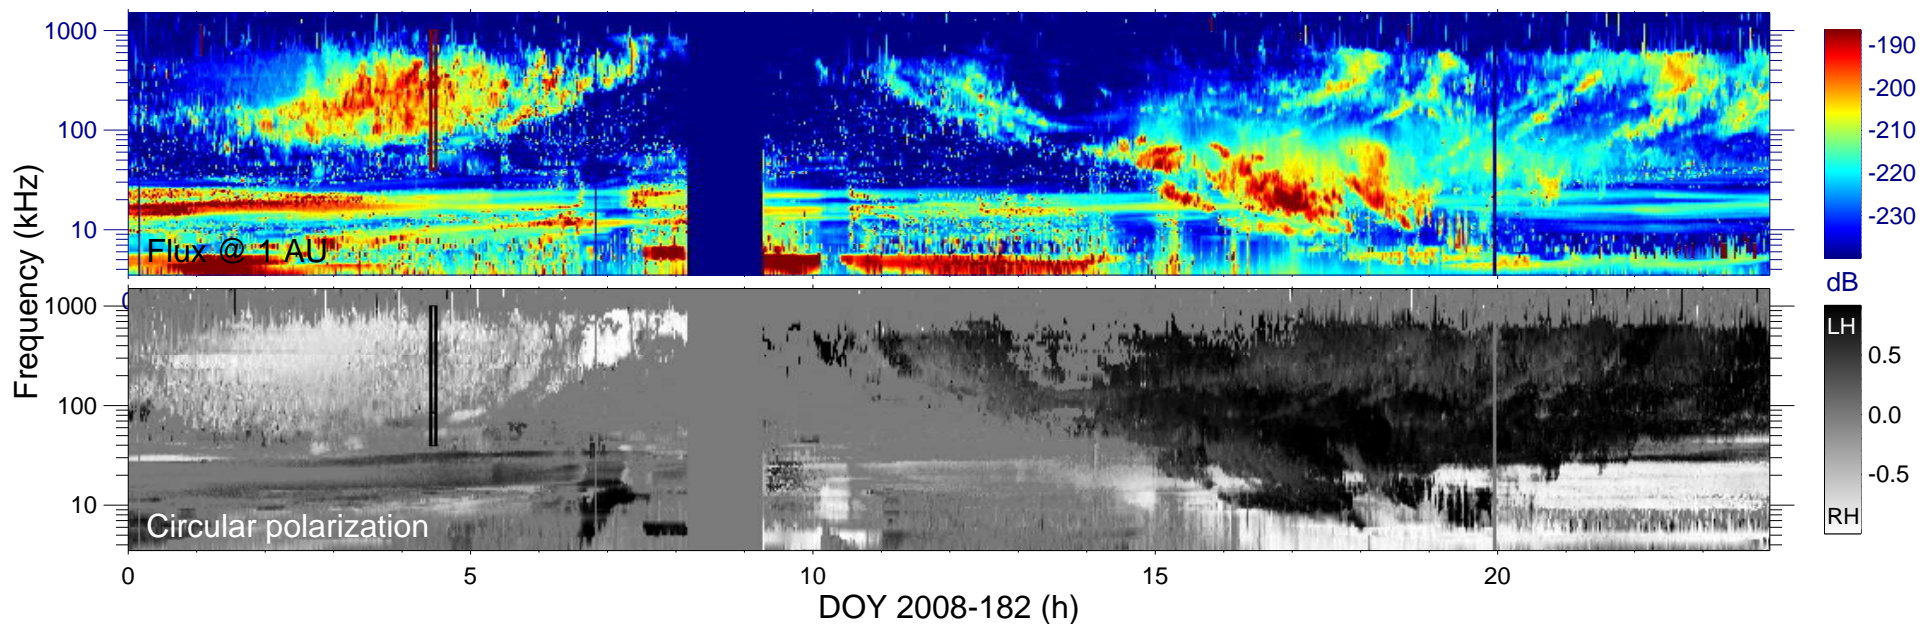 1000
100
10
Flux @ 1 AU
-190
-200
-210
-220
-230
dB
Frequency (kHz)
0
1000
100
10
Circular polarization
LH
0.5
0.0
-0.5
RH
0 5 10 15 20
DOY 2008-182 (h)